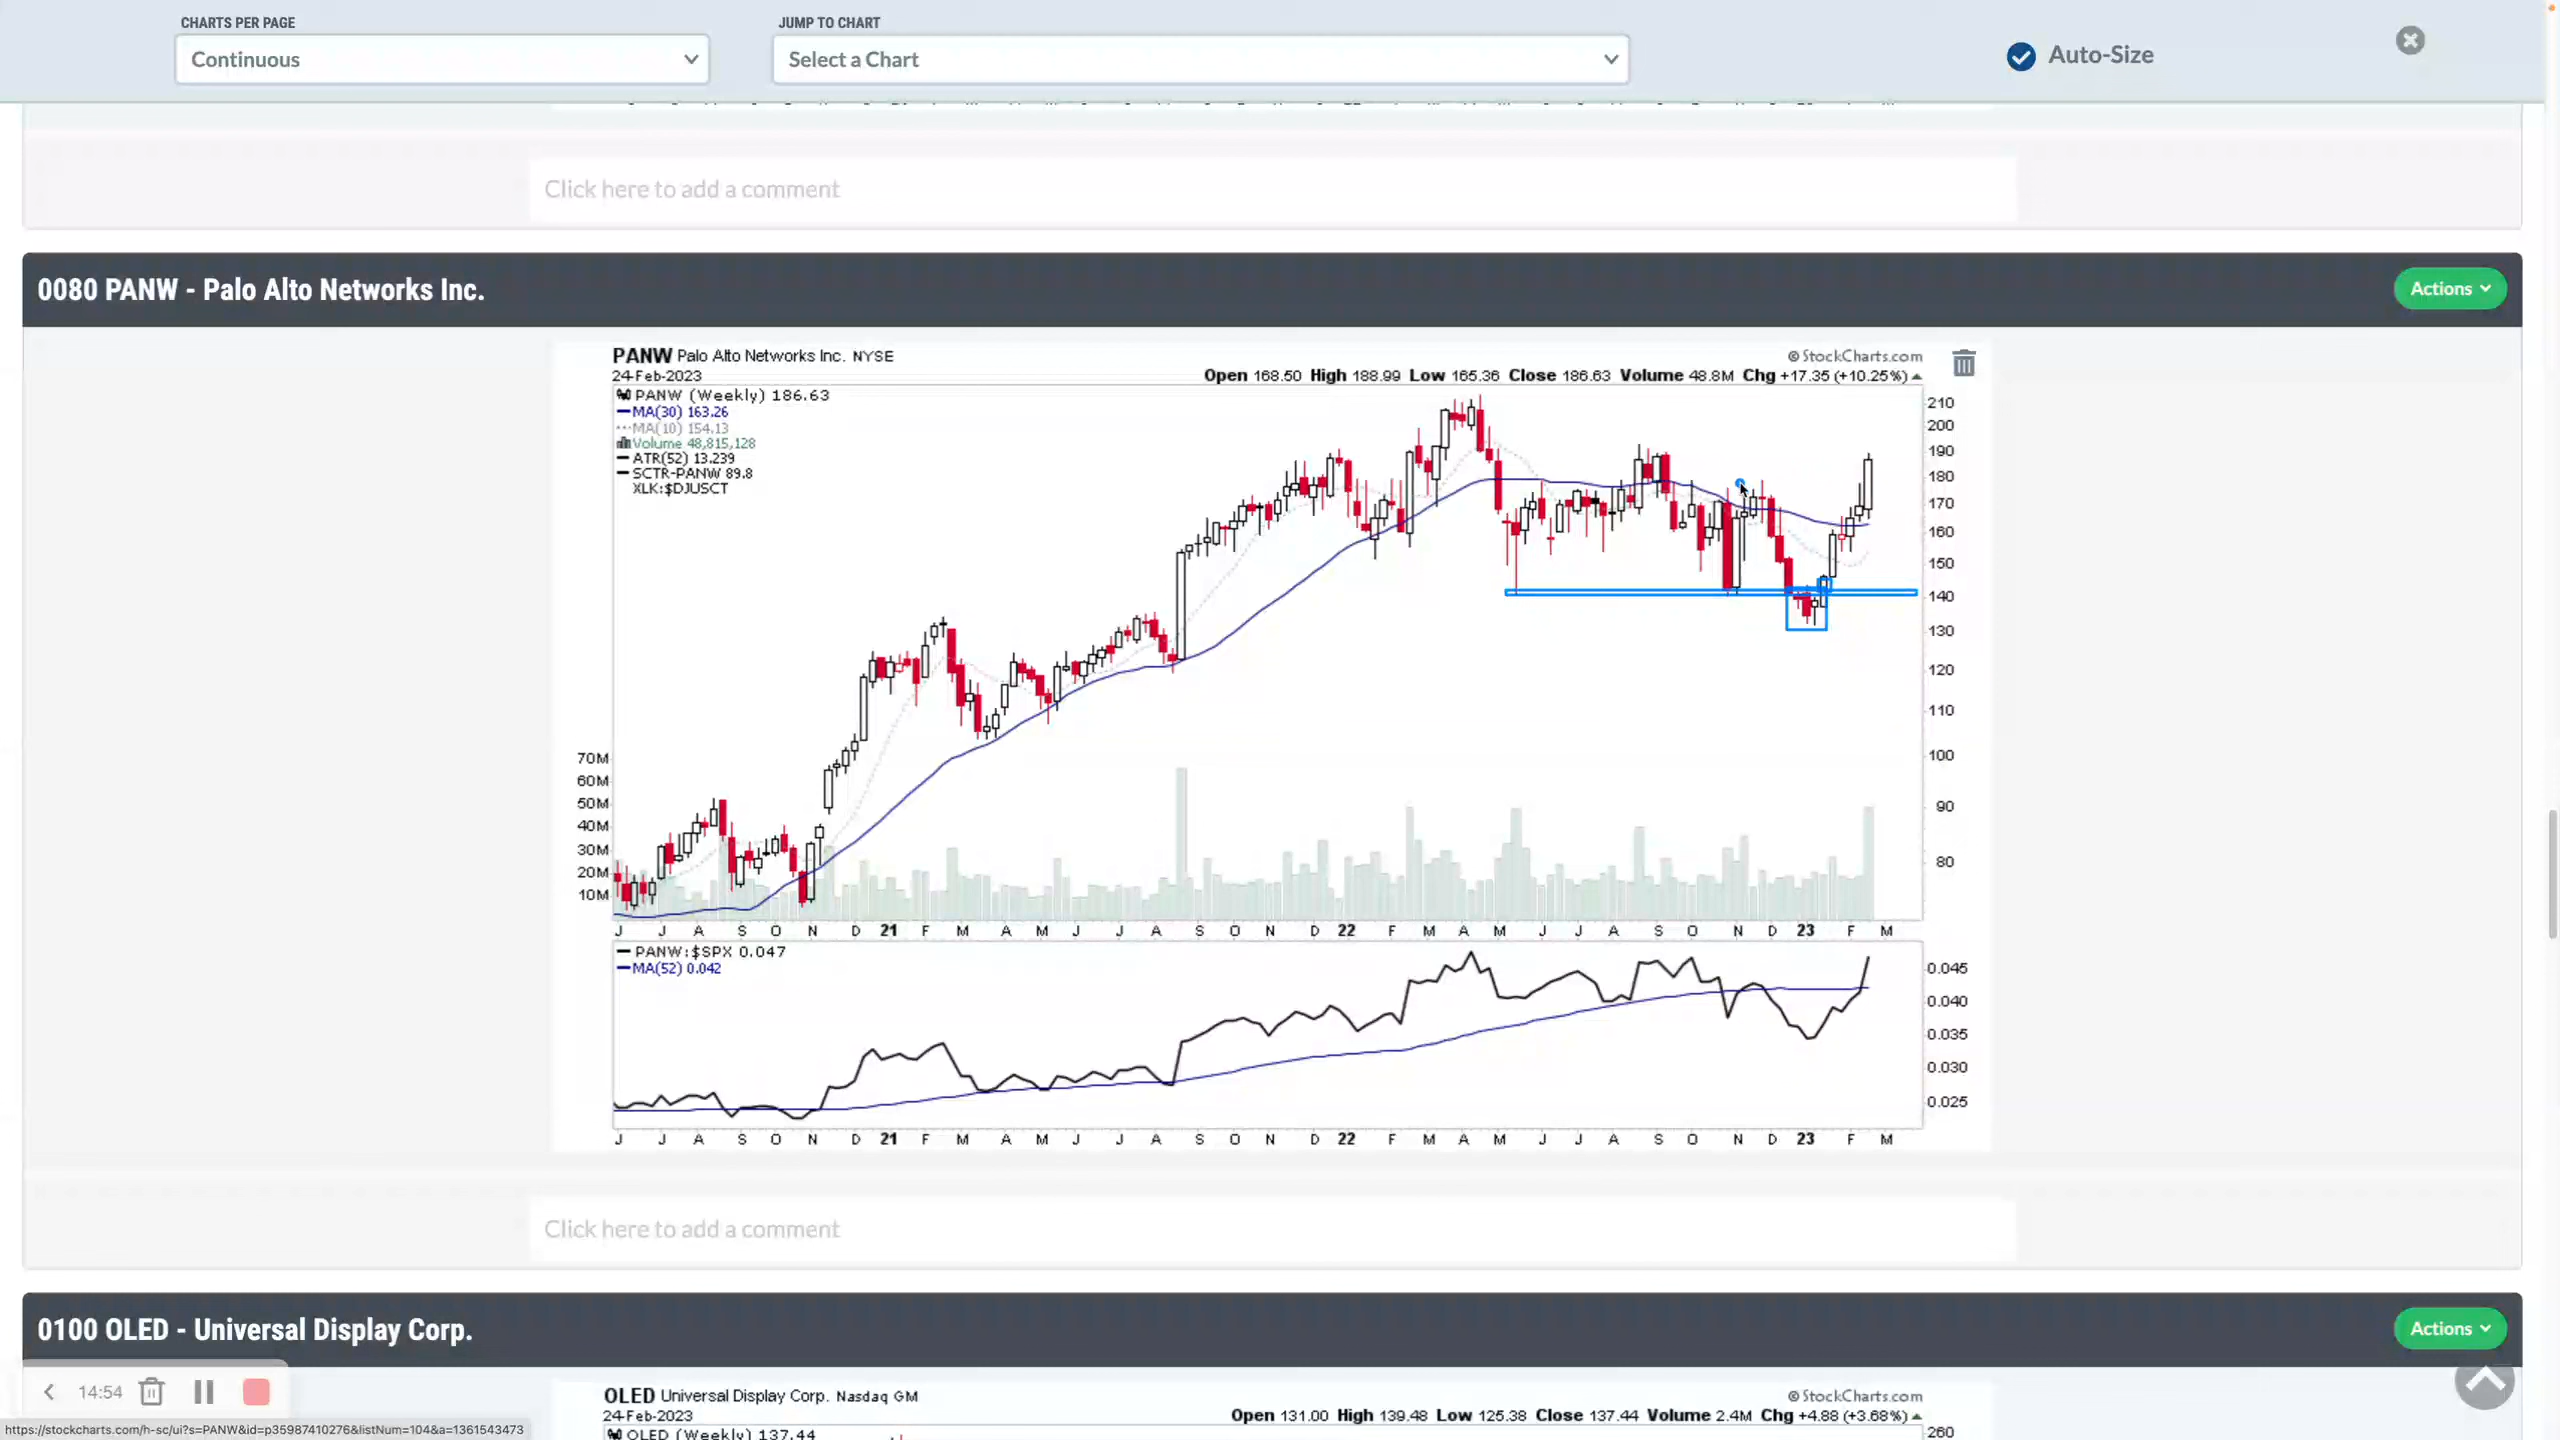 CHARTS PER PAGE
JUMP TO CHART
Continuous
Select a Chart
Auto-Size
Click here to add a comment
0080 PANW - Palo Alto Networks Inc.
Actions
PANW Palo Alto Networks Inc. NYSE
© StockCharts.com
24-Feb-2023
Open 168.50 High 188.99 Low 165.36 Close 186.63 Volume 48.8M Chg +17.35 (+10.25%)
PANW (Weekly) 186.63
MA(30) 163.26
MA(10) 154.13
Volume 48,815,128
ATR(52) 13.239
SCTR-PANW 89.8
XLK:$DJUSCT
210
200
190
180
170
160
150
140
130
120
110
100
90
80
70M
60M
50M
40M
30M
20M
10M
J J A S O N D 21 F M A M J J A S O N D 22 F M A M J J A S O N D 23 F M
PANW:$SPX 0.047
MA(52) 0.042
0.045
0.040
0.035
0.030
0.025
J J A S O N D 21 F M A M J J A S O N D 22 F M A M J J A S O N D 23 F M
Click here to add a comment
0100 OLED - Universal Display Corp.
Actions
14:54
OLED Universal Display Corp. Nasdaq GM
© StockCharts.com
24-Feb-2023
Open 131.00 High 139.48 Low 125.38 Close 137.44 Volume 2.4M Chg +4.88 (+3.68%)
OLED (Weekly) 137.44
260
https://stockcharts.com/h-sc/ui?s=PANW&id=p35987410276&listNum=104&a=1361543473